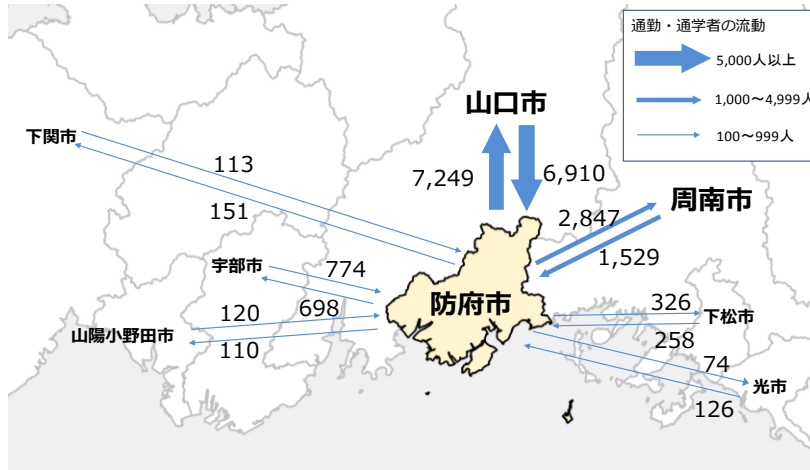 通勤・通学者の流動
5,000人以上
1,000～4,999人
100～999人
山口市
下関市
113
7,249
6,910
151
2,847
周南市
1,529
宇部市
774
防府市
326
120
698
下松市
山陽小野田市
258
110
74
光市
126